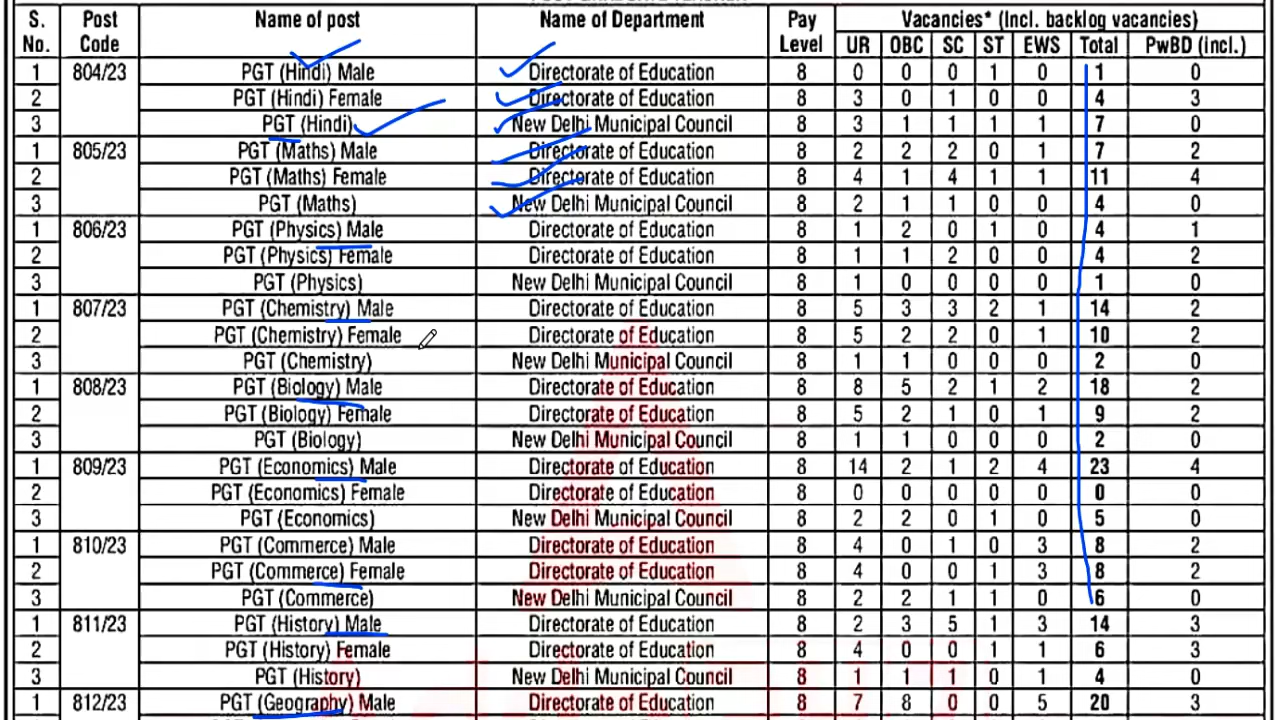 S. No. Post Code Name of post Name of Department Pay Level Vacancies* (Incl. backlog vacancies)
UR OBC SC ST EWS Total PwBD (incl.)
1 804/23 PGT (Hindi) Male Directorate of Education 8 0 0 0 1 0 1 0
2 PGT (Hindi) Female Directorate of Education 8 3 0 1 0 0 4 3
3 PGT (Hindi) New Delhi Municipal Council 8 3 1 1 1 1 7 0
1 805/23 PGT (Maths) Male Directorate of Education 8 2 2 2 0 1 7 2
2 PGT (Maths) Female Directorate of Education 8 4 1 4 1 1 11 4
3 PGT (Maths) New Delhi Municipal Council 8 2 1 1 0 0 4 0
1 806/23 PGT (Physics) Male Directorate of Education 8 1 2 0 1 0 4 1
2 PGT (Physics) Female Directorate of Education 8 1 1 2 0 0 4 2
3 PGT (Physics) New Delhi Municipal Council 8 1 0 0 0 0 1 0
1 807/23 PGT (Chemistry) Male Directorate of Education 8 5 3 3 2 1 14 2
2 PGT (Chemistry) Female Directorate of Education 8 5 2 2 0 1 10 2
3 PGT (Chemistry) New Delhi Municipal Council 8 1 1 0 0 0 2 0
1 808/23 PGT (Biology) Male Directorate of Education 8 8 5 2 1 2 18 2
2 PGT (Biology) Female Directorate of Education 8 5 2 1 0 1 9 2
3 PGT (Biology) New Delhi Municipal Council 8 1 1 0 0 0 2 0
1 809/23 PGT (Economics) Male Directorate of Education 8 14 2 1 2 4 23 4
2 PGT (Economics) Female Directorate of Education 8 0 0 0 0 0 0 0
3 PGT (Economics) New Delhi Municipal Council 8 2 2 0 1 0 5 0
1 810/23 PGT (Commerce) Male Directorate of Education 8 4 0 1 0 3 8 2
2 PGT (Commerce) Female Directorate of Education 8 4 0 0 1 3 8 2
3 PGT (Commerce) New Delhi Municipal Council 8 2 2 1 1 0 6 0
1 811/23 PGT (History) Male Directorate of Education 8 2 3 5 1 3 14 3
2 PGT (History) Female Directorate of Education 8 4 0 0 1 1 6 3
3 PGT (History) New Delhi Municipal Council 8 1 1 1 0 1 4 0
1 812/23 PGT (Geography) Male Directorate of Education 8 7 8 0 0 5 20 3